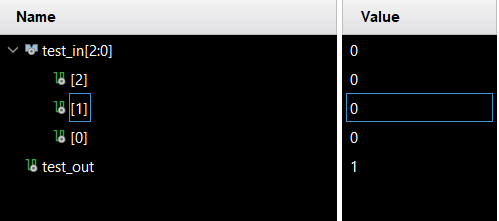 Name Value
test_in[2:0] 0
[2] 0
[1] 0
[0] 0
test_out 1